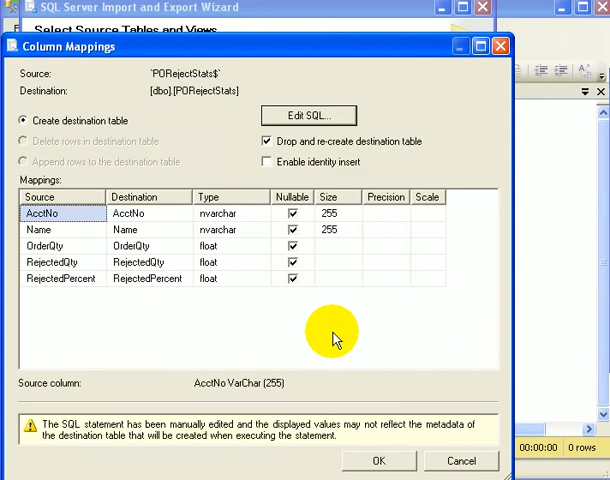 SQL Server Import and Export Wizard
Select Source Tables and Views
Column Mappings
Source: `PORejectStats$`
Destination: [dbo].[PORejectStats]
Create destination table
Edit SQL...
Delete rows in destination table
Drop and re-create destination table
Append rows to the destination table
Enable identity insert
Mappings:
Source Destination Type Nullable Size Precision Scale
AcctNo AcctNo nvarchar 255
Name Name nvarchar 255
OrderQty OrderQty float
RejectedQty RejectedQty float
RejectedPercent RejectedPercent float
Source column: AcctNo VarChar (255)
The SQL statement has been manually edited and the displayed values may not reflect the metadata of
the destination table that will be created when executing the statement.
00:00:00 0 rows
OK Cancel